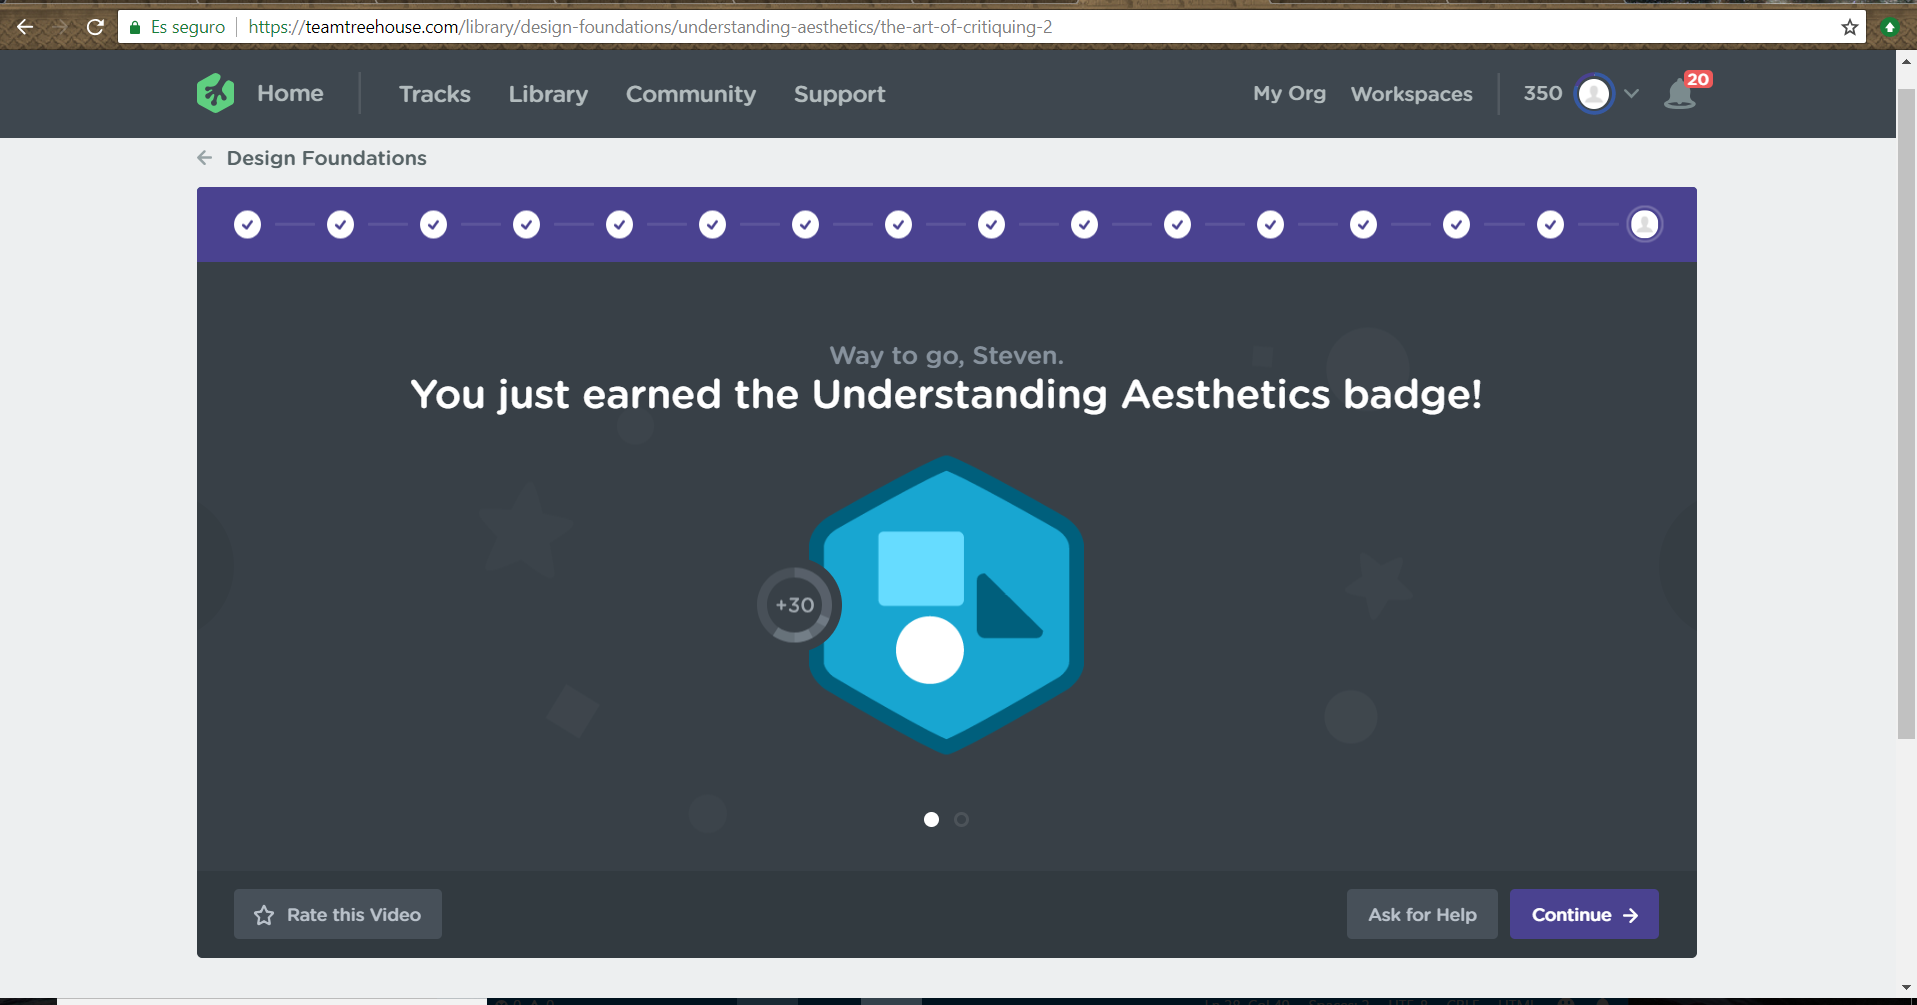 Es seguro https://teamtreehouse.com/library/design-foundations/understanding-aesthetics/the-art-of-critiquing-2
Home Tracks Library Community Support My Org Workspaces 350 20
Design Foundations
Way to go, Steven.
You just earned the Understanding Aesthetics badge!
+30
Rate this Video Ask for Help Continue